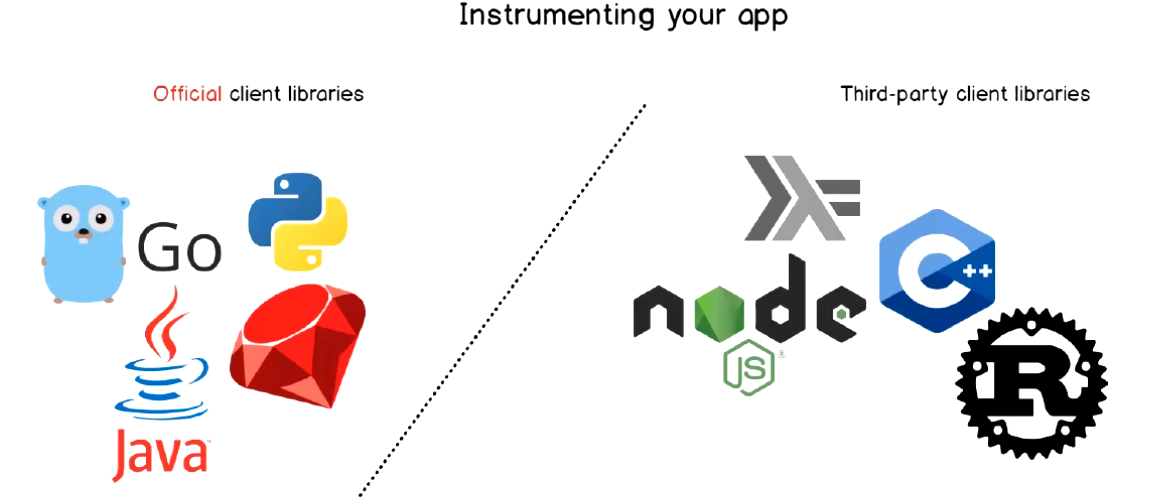 Instrumenting your app
Official client libraries
Third-party client libraries
Go
Java
node
JS
C++
R